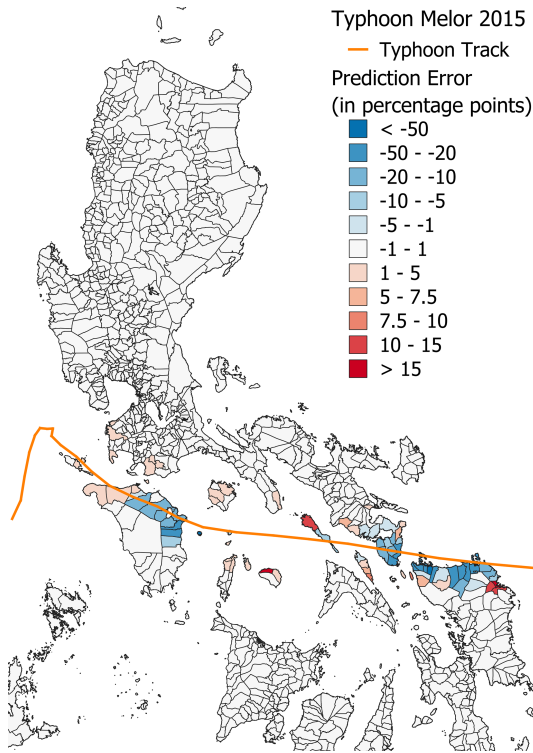 Typhoon Melor 2015
Typhoon Track
Prediction Error
(in percentage points)
< -50
-50 - -20
-20 - -10
-10 - -5
-5 - -1
-1 - 1
1 - 5
5 - 7.5
7.5 - 10
10 - 15
> 15